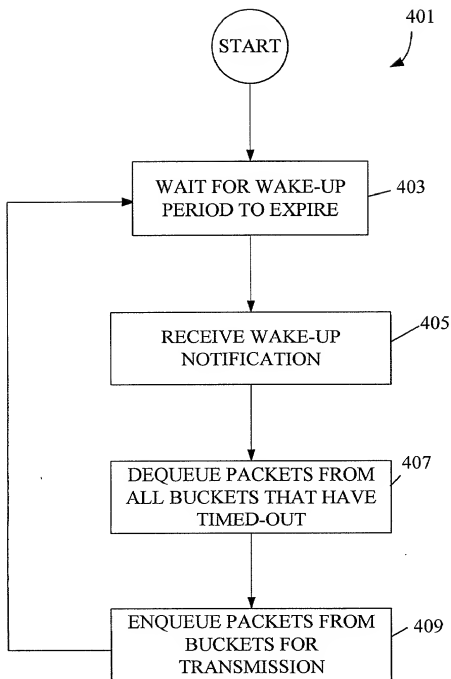 START
401
WAIT FOR WAKE-UP
PERIOD TO EXPIRE
403
RECEIVE WAKE-UP
NOTIFICATION
405
DEQUEUE PACKETS FROM
ALL BUCKETS THAT HAVE
TIMED-OUT
407
ENQUEUE PACKETS FROM
BUCKETS FOR
TRANSMISSION
409